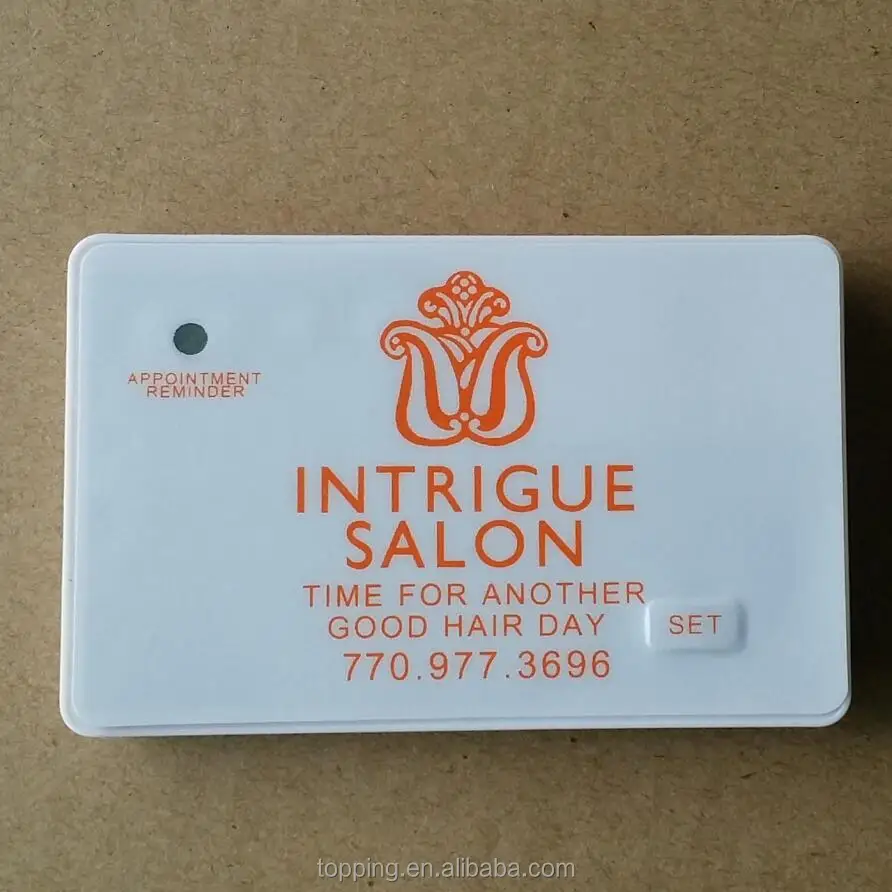 APPOINTMENT
REMINDER
INTRIGUE
SALON
TIME FOR ANOTHER
GOOD HAIR DAY
SET
770.977.3696
topping.en.alibaba.com